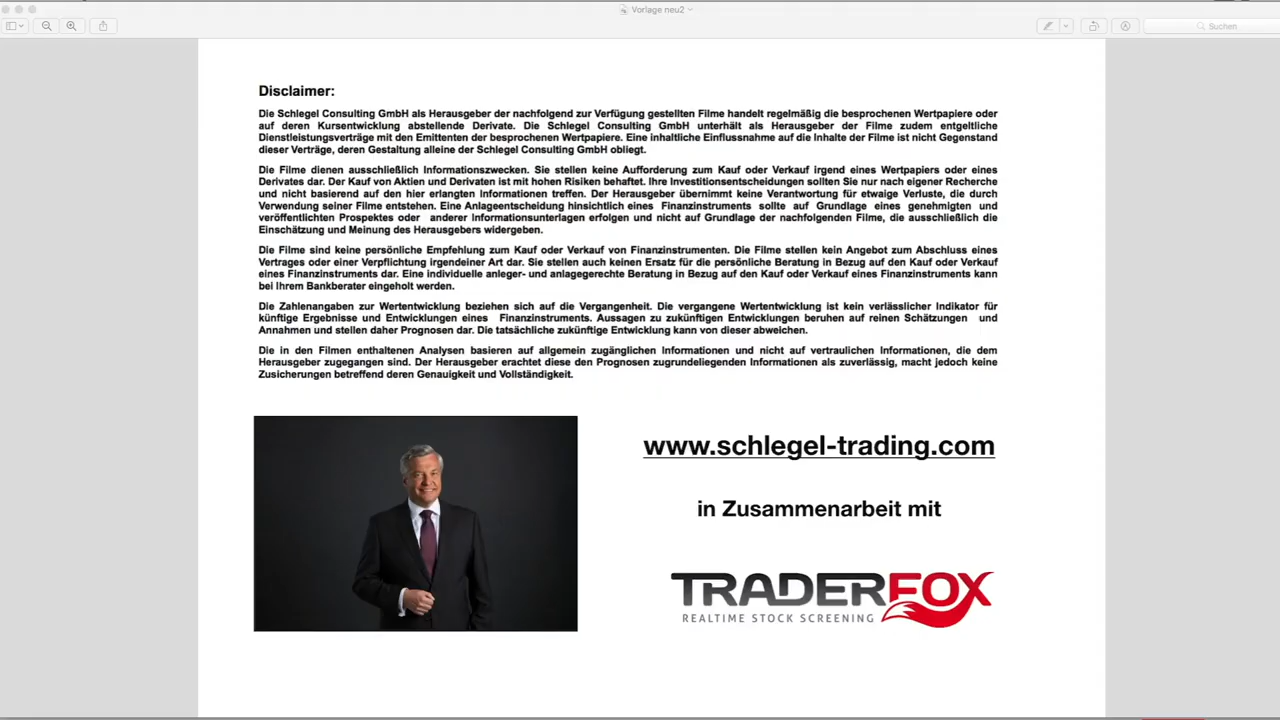 Vorlage neu2
Suchen
Disclaimer:
Die Schlegel Consulting GmbH als Herausgeber der nachfolgend zur Verfügung gestellten Filme handelt regelmäßig die besprochenen Wertpapiere oder
auf deren Kursentwicklung abstellende Derivate. Die Schlegel Consulting GmbH unterhält als Herausgeber der Filme zudem entgeltliche
Dienstleistungsverträge mit den Emittenten der besprochenen Wertpapiere. Eine inhaltliche Einflussnahme auf die Inhalte der Filme ist nicht Gegenstand
dieser Verträge, deren Gestaltung alleine der Schlegel Consulting GmbH obliegt.
Die Filme dienen ausschließlich Informationszwecken. Sie stellen keine Aufforderung zum Kauf oder Verkauf irgend eines Wertpapiers oder eines
Derivates dar. Der Kauf von Aktien und Derivaten ist mit hohen Risiken behaftet. Ihre Investitionsentscheidungen sollten Sie nur nach eigener Recherche
und nicht basierend auf den hier erlangten Informationen treffen. Der Herausgeber übernimmt keine Verantwortung für etwaige Verluste, die durch
Verwendung seiner Filme entstehen. Eine Anlageentscheidung hinsichtlich eines Finanzinstruments sollte auf Grundlage eines genehmigten und
veröffentlichten Prospektes oder anderer Informationsunterlagen erfolgen und nicht auf Grundlage der nachfolgenden Filme, die ausschließlich die
Einschätzung und Meinung des Herausgebers widergeben.
Die Filme sind keine persönliche Empfehlung zum Kauf oder Verkauf von Finanzinstrumenten. Die Filme stellen kein Angebot zum Abschluss eines
Vertrages oder einer Verpflichtung irgendeiner Art dar. Sie stellen auch keinen Ersatz für die persönliche Beratung in Bezug auf den Kauf oder Verkauf
eines Finanzinstruments dar. Eine individuelle anleger- und anlagegerechte Beratung in Bezug auf den Kauf oder Verkauf eines Finanzinstruments kann
bei Ihrem Bankberater eingeholt werden.
Die Zahlenangaben zur Wertentwicklung beziehen sich auf die Vergangenheit. Die vergangene Wertentwicklung ist kein verlässlicher Indikator für
künftige Ergebnisse und Entwicklungen eines Finanzinstruments. Aussagen zu zukünftigen Entwicklungen beruhen auf reinen Schätzungen und
Annahmen und stellen daher Prognosen dar. Die tatsächliche zukünftige Entwicklung kann von dieser abweichen.
Die in den Filmen enthaltenen Analysen basieren auf allgemein zugänglichen Informationen und nicht auf vertraulichen Informationen, die dem
Herausgeber zugegangen sind. Der Herausgeber erachtet diese den Prognosen zugrundeliegenden Informationen als zuverlässig, macht jedoch keine
Zusicherungen betreffend deren Genauigkeit und Vollständigkeit.
www.schlegel-trading.com
in Zusammenarbeit mit
TRADERFOX
REALTIME STOCK SCREENING